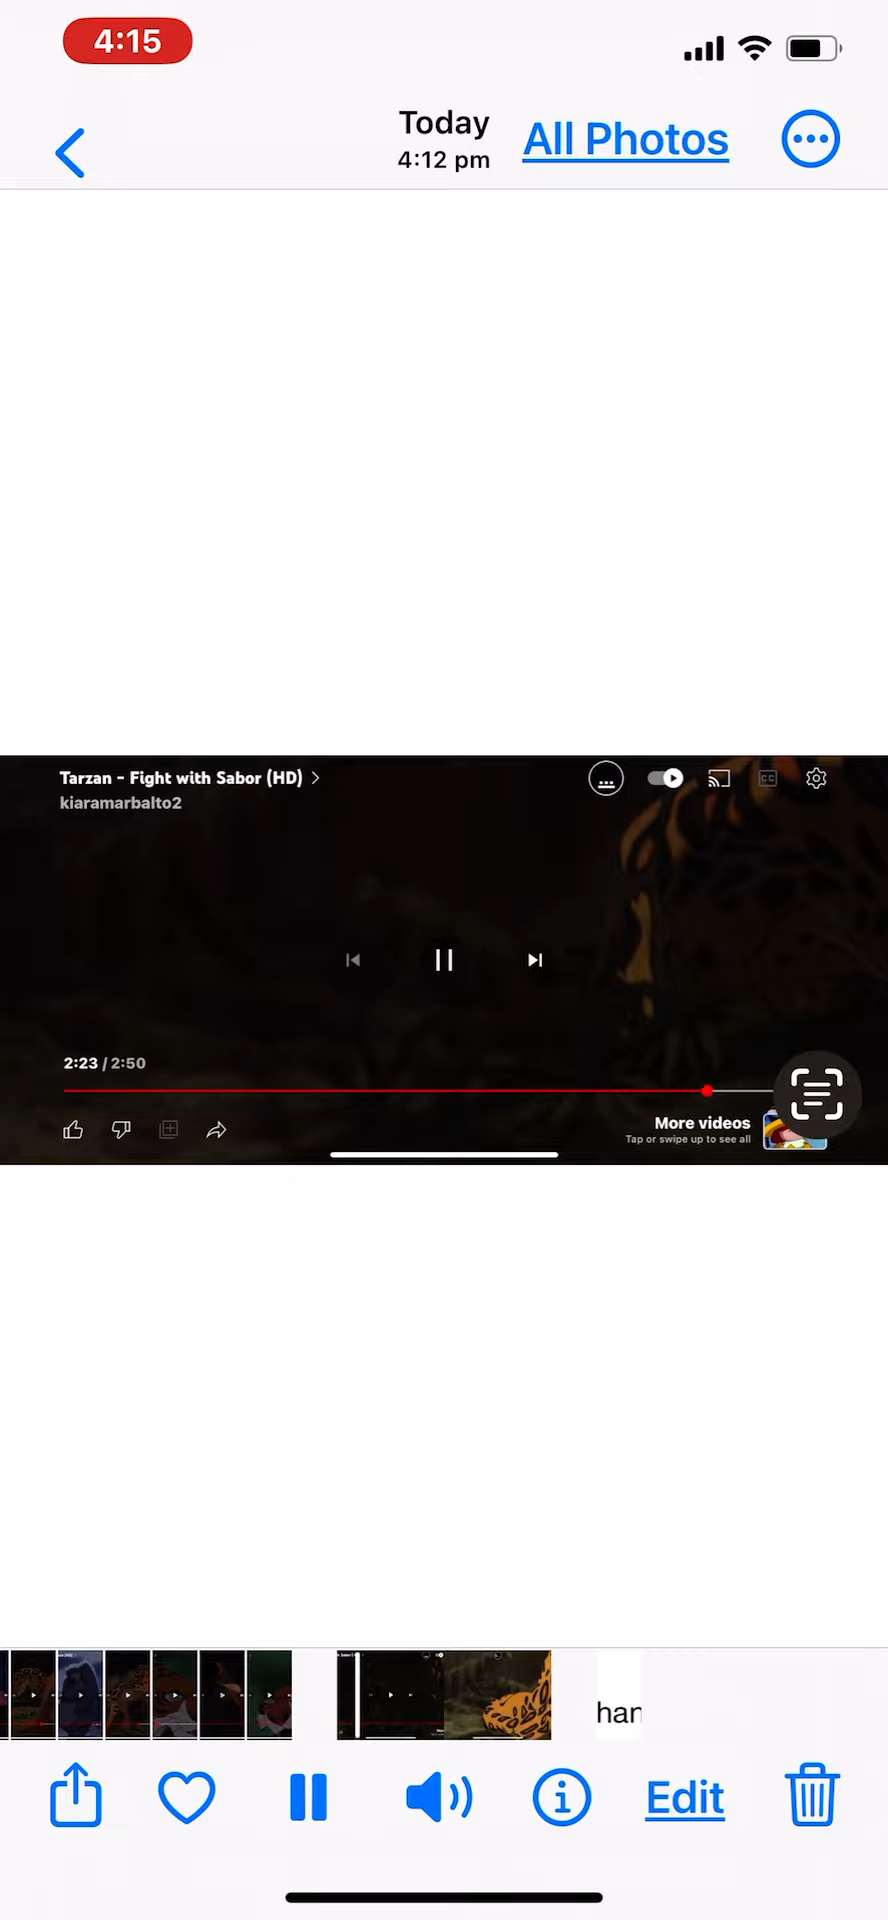 4:15
Today
4:12 pm
All Photos
Tarzan - Fight with Sabor (HD)
kiaramarbalto2
CC
2:23 / 2:50
More videos
Tap or swipe up to see all
han
Edit